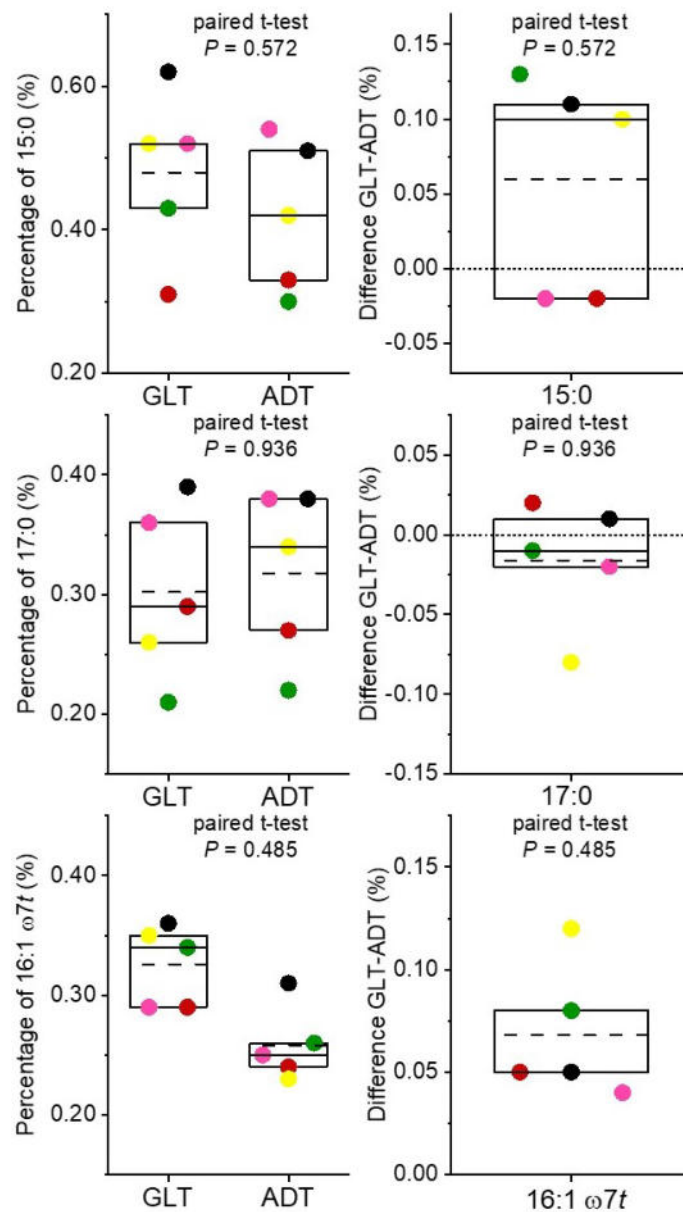 paired t-test
P = 0.572
Percentage of 15:0 (%)
0.60
0.40
0.20
GLT
ADT
paired t-test
P = 0.572
Difference GLT-ADT (%)
0.15
0.10
0.05
0.00
-0.05
15:0
paired t-test
P = 0.936
Percentage of 17:0 (%)
0.40
0.30
0.20
GLT
ADT
paired t-test
P = 0.936
Difference GLT-ADT (%)
0.05
0.00
-0.05
-0.10
-0.15
17:0
paired t-test
P = 0.485
Percentage of 16:1 ω7t (%)
0.40
0.30
0.20
GLT
ADT
paired t-test
P = 0.485
Difference GLT-ADT (%)
0.15
0.10
0.05
0.00
16:1 ω7t